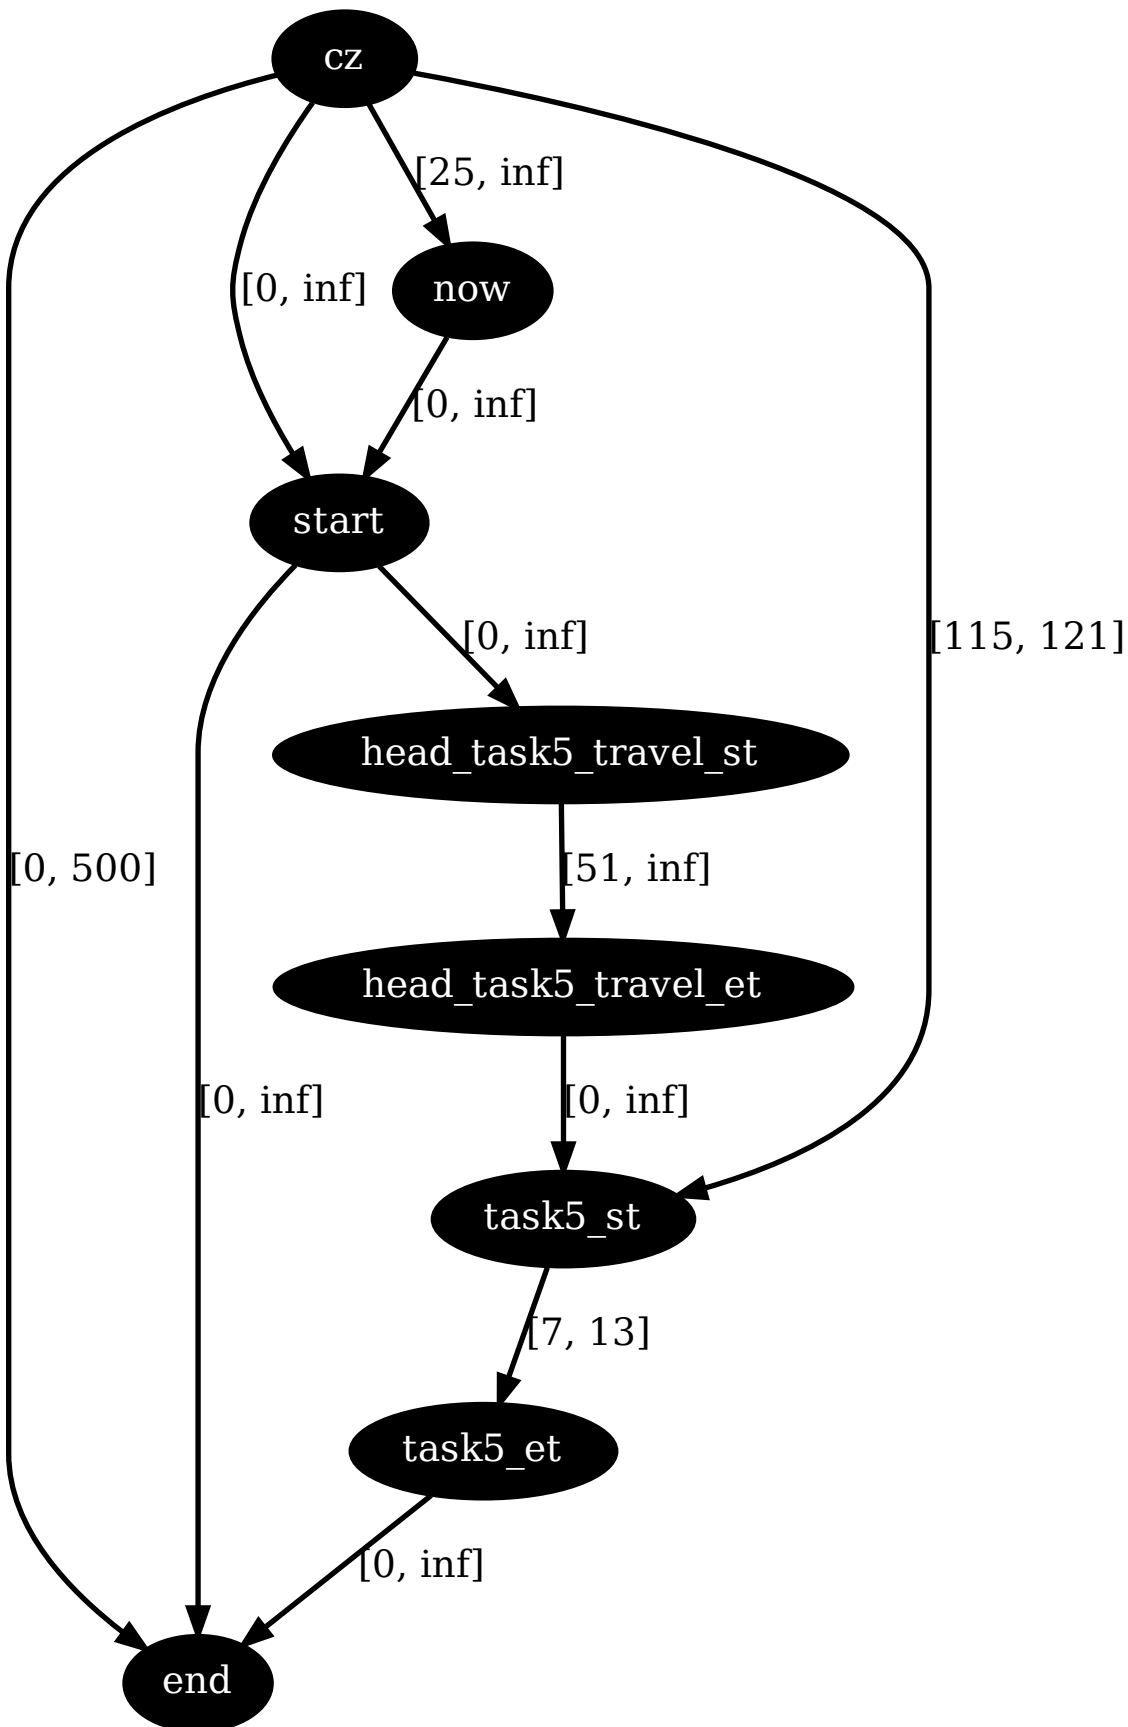 cz
[25, inf]
[0, inf]
now
[0, inf]
start
[0, inf]
[115, 121]
head_task5_travel_st
[0, 500]
[51, inf]
head_task5_travel_et
[0, inf]
[0, inf]
task5_st
[7, 13]
task5_et
[0, inf]
end